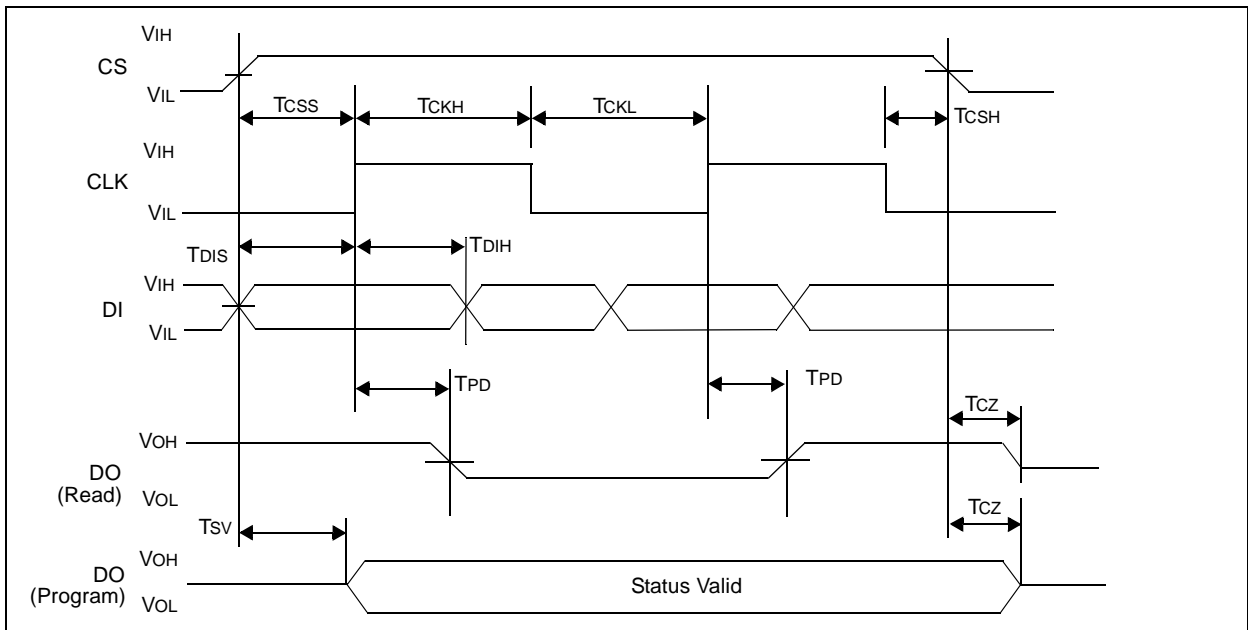 VIH
CS
VIL
TCSS
TCKH
TCKL
TCSH
VIH
CLK
VIL
TDIS
TDIH
VIH
DI
VIL
TPD
TPD
TCZ
VOH
DO
(Read)
VOL
TSV
TCZ
VOH
DO
(Program)
VOL
Status Valid